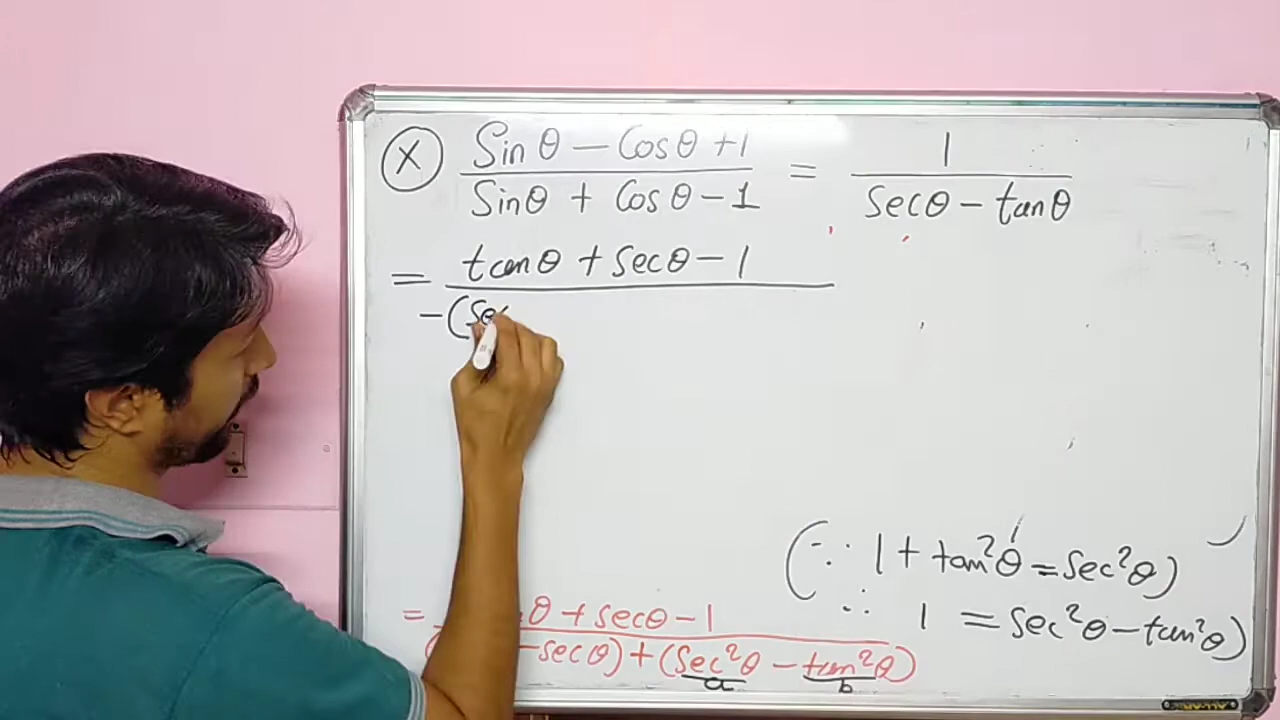 X Sinθ − Cosθ + 1 / Sinθ + Cosθ − 1 = 1 / secθ − tanθ
= tanθ + secθ − 1
−(se
(∵ 1 + tan²θ = sec²θ)
∴ 1 = sec²θ − tan²θ)
= θ + secθ − 1
− secθ) + (sec²θ − tan²θ)
a b